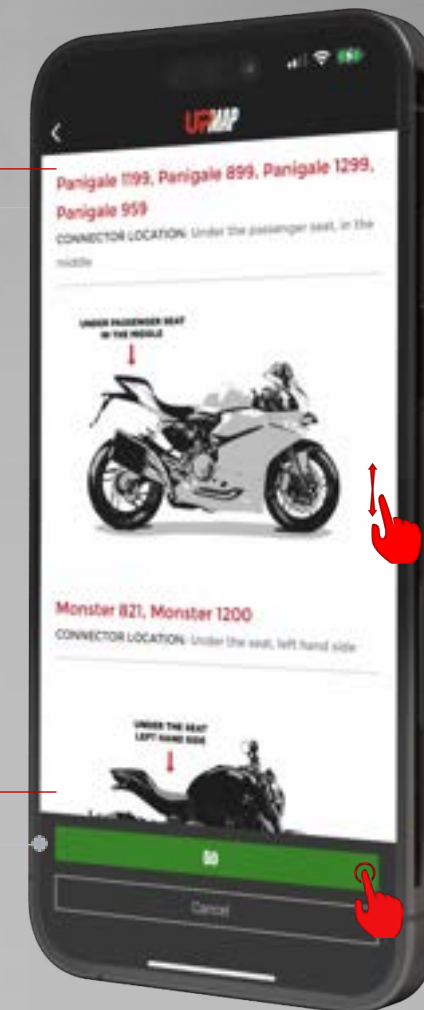 UPMAP
Panigale 1199, Panigale 899, Panigale 1299,
Panigale 959
CONNECTOR LOCATION: Under the passenger seat, in the
middle
UNDER PASSENGER SEAT
IN THE MIDDLE
Monster 821, Monster 1200
CONNECTOR LOCATION: Under the seat, left hand side
UNDER THE SEAT
LEFT HAND SIDE
GO
Cancel